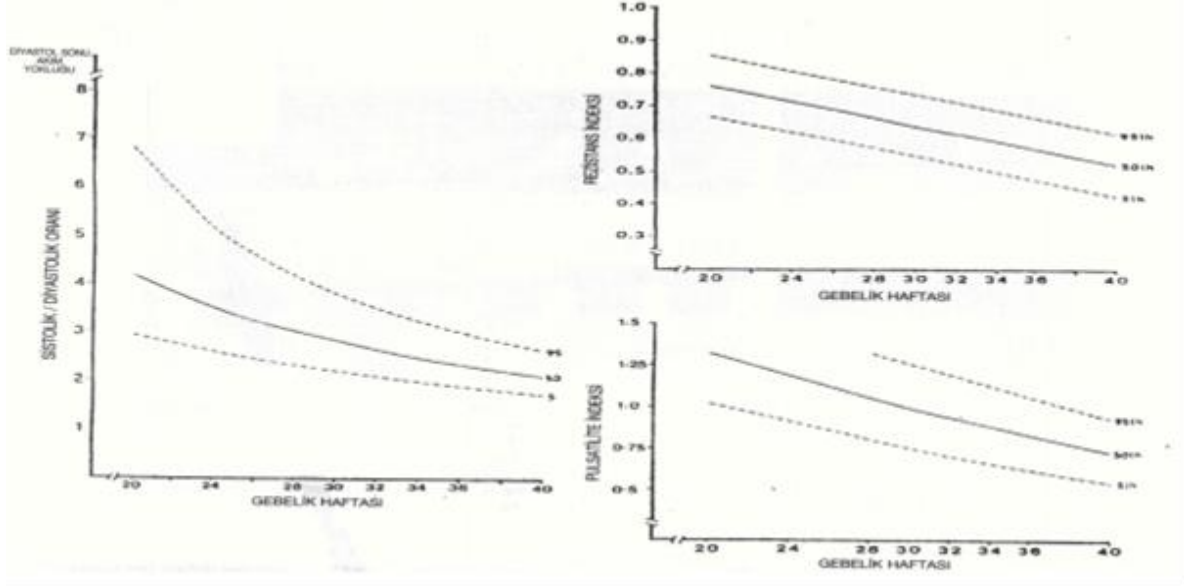 DİYASTOL SONU
AKIM
YOKLUĞU
8
7
6
5
4
3
2
1
SİSTOLİK / DİYASTOLİK ORANI
95
50
5
20 24 28 30 34 36 40
GEBELİK HAFTASI
1.0
0.9
0.8
0.7
0.6
0.5
0.4
0.3
REZİSTANS İNDEKSİ
95th
50th
5th
20 24 28 30 32 34 36 40
GEBELİK HAFTASI
1.5
1.25
1.0
0.75
0.5
PULSATİLİTE İNDEKSİ
95th
50th
5th
20 24 28 30 32 34 36 40
GEBELİK HAFTASI